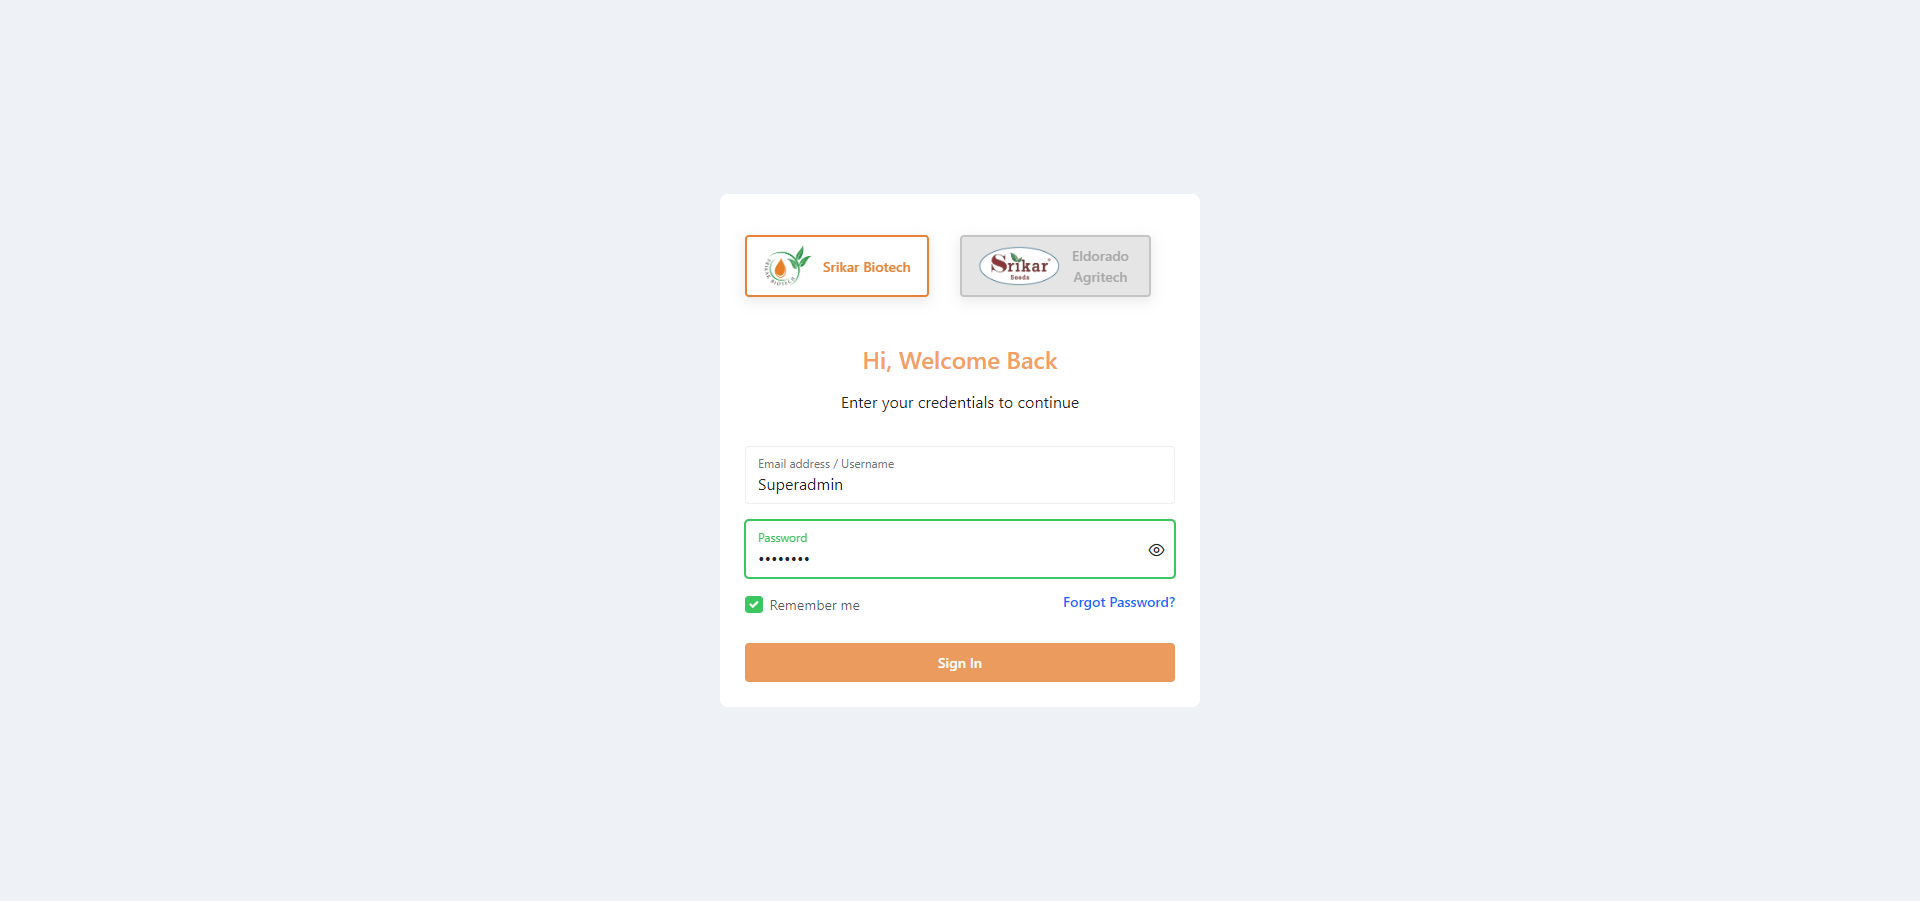 Srikar Biotech
Srikar
Seeds
Eldorado
Agritech
Hi, Welcome Back
Enter your credentials to continue
Email address / Username
Superadmin
Password
••••••••
Remember me
Forgot Password?
Sign In